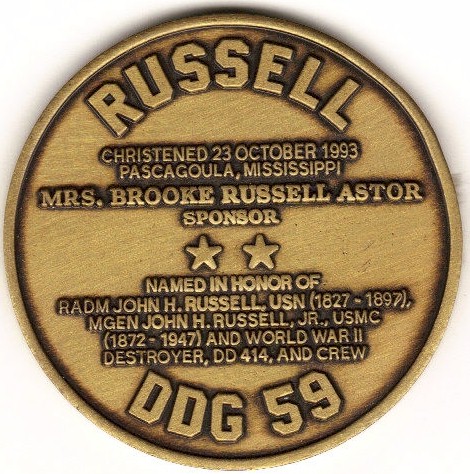 RUSSELL
CHRISTENED 23 OCTOBER 1993
PASCAGOULA, MISSISSIPPI
MRS. BROOKE RUSSELL ASTOR
SPONSOR
NAMED IN HONOR OF
RADM JOHN H. RUSSELL, USN (1827 - 1897),
MGEN JOHN H. RUSSELL, JR., USMC
(1872 - 1947) AND WORLD WAR II
DESTROYER, DD 414, AND CREW
DDG 59